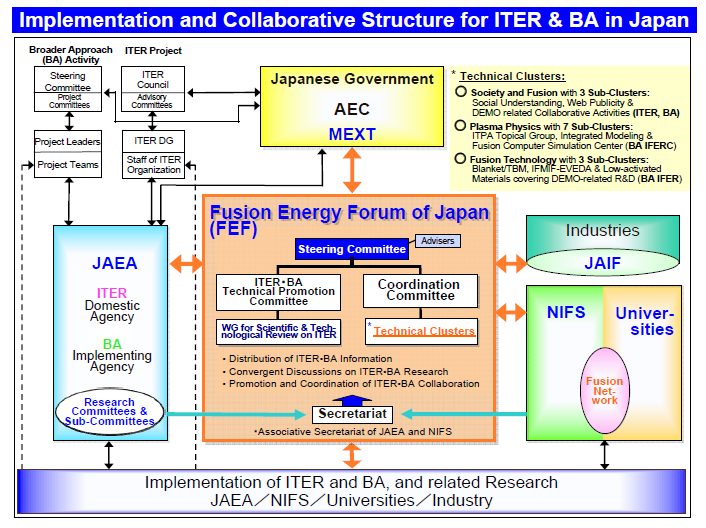 Implementation and Collaborative Structure for ITER & BA in Japan
Broader Approach
(BA) Activity
ITER Project
Steering
Committee
Project
Committees
ITER
Council
Advisory
Committees
Project Leaders
Project Teams
ITER DG
Staff of ITER
Organization
Japanese Government
AEC
MEXT
* Technical Clusters:
Society and Fusion with 3 Sub-Clusters:
Social Understanding, Web Publicity &
DEMO related Collaborative Activities (ITER, BA)
Plasma Physics with 7 Sub-Clusters:
ITPA Topical Group, Integrated Modeling &
Fusion Computer Simulation Center (BA IFERC)
Fusion Technology with 3 Sub-Clusters:
Blanket/TBM, IFMIF-EVEDA & Low-activated
Materials covering DEMO-related R&D (BA IFER)
JAEA
ITER
Domestic
Agency
BA
Implementing
Agency
Research
Committees &
Sub-Committees
Fusion Energy Forum of Japan
(FEF)
Steering Committee
Advisers
ITER・BA
Technical Promotion
Committee
Coordination
Committee
WG for Scientific & Tech-
nological Review on ITER
* Technical Clusters
・Distribution of ITER・BA Information
・Convergent Discussions on ITER・BA Research
・Promotion and Coordination of ITER・BA Collaboration
Secretariat
・Associative Secretariat of JAEA and NIFS
Industries
JAIF
NIFS
Univer-
sities
Fusion
Net-
work
Implementation of ITER and BA, and related Research
JAEA／NIFS／Universities／Industry